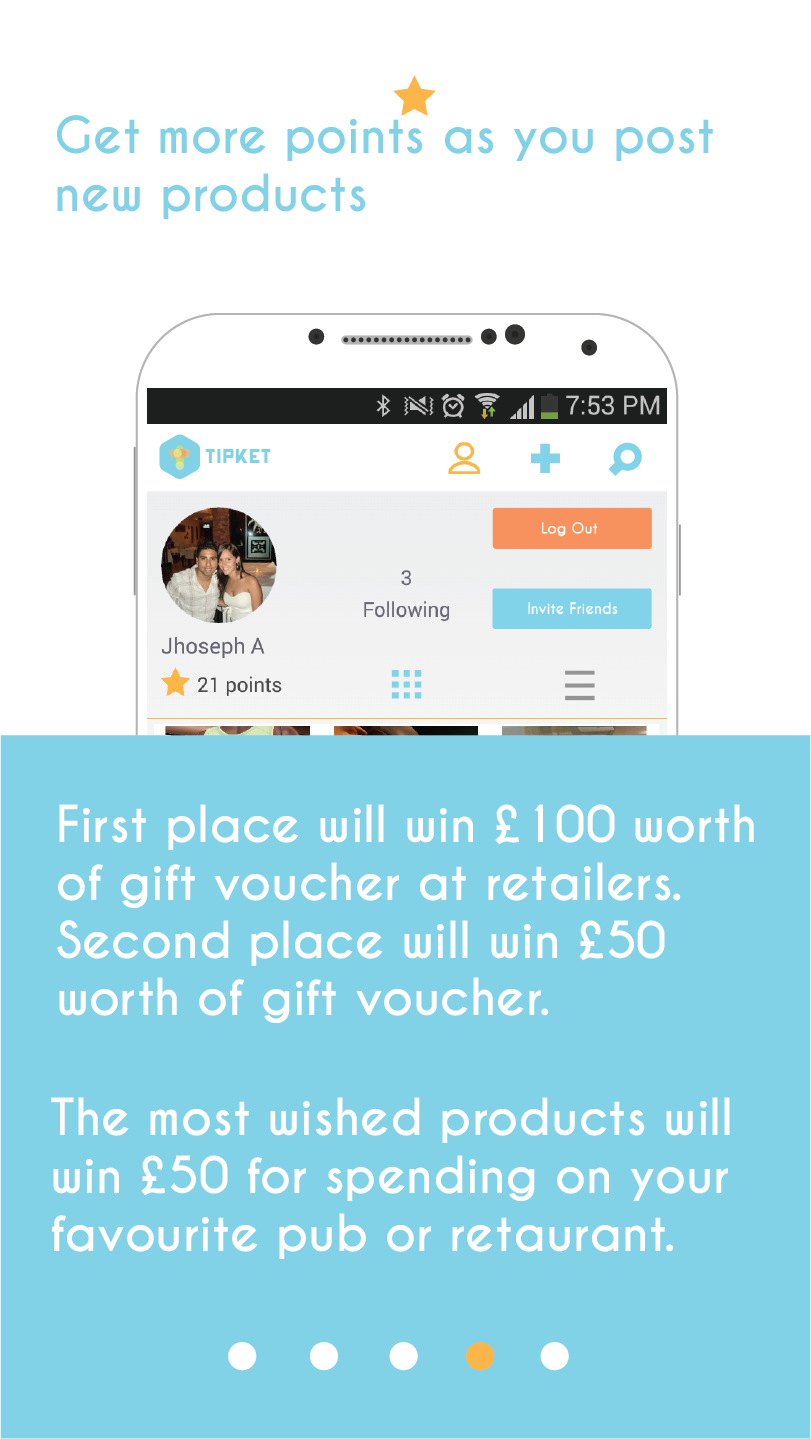 Get more points as you post
new products
7:53 PM
TIPKET
Log Out
3
Following
Invite Friends
Jhoseph A
21 points
First place will win £100 worth
of gift voucher at retailers.
Second place will win £50
worth of gift voucher.
The most wished products will
win £50 for spending on your
favourite pub or retaurant.